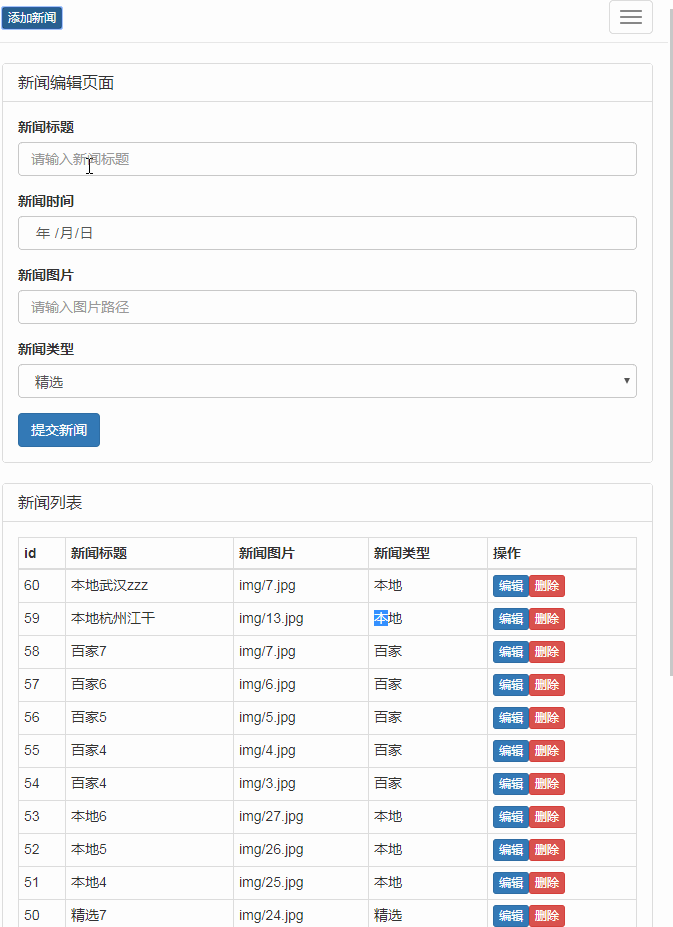 添加新闻
新闻编辑页面
新闻标题
请输入新闻标题
新闻时间
年 /月/日
新闻图片
请输入图片路径
新闻类型
精选
提交新闻
新闻列表
id 新闻标题 新闻图片 新闻类型 操作
60 本地武汉zzz img/7.jpg 本地 编辑 删除
59 本地杭州江干 img/13.jpg 本地 编辑 删除
58 百家7 img/7.jpg 百家 编辑 删除
57 百家6 img/6.jpg 百家 编辑 删除
56 百家5 img/5.jpg 百家 编辑 删除
55 百家4 img/4.jpg 百家 编辑 删除
54 百家4 img/3.jpg 百家 编辑 删除
53 本地6 img/27.jpg 本地 编辑 删除
52 本地5 img/26.jpg 本地 编辑 删除
51 本地4 img/25.jpg 本地 编辑 删除
50 精选7 img/24.jpg 精选 编辑 删除